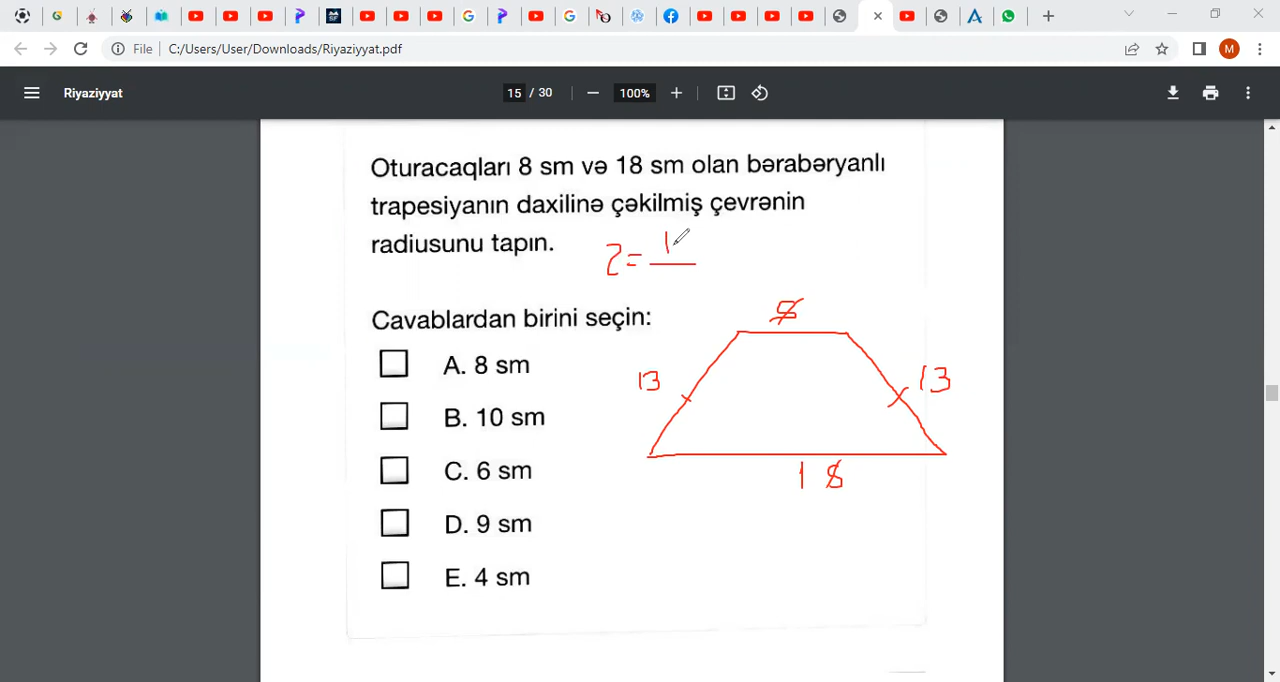 File C:/Users/User/Downloads/Riyaziyyat.pdf
M
Riyaziyyat
15 / 30
100%
Oturacaqları 8 sm və 18 sm olan bərabəryanlı
trapesiyanın daxilinə çəkilmiş çevrənin
radiusunu tapın.
2= 1
Cavablardan birini seçin:
8
A. 8 sm
13
13
B. 10 sm
C. 6 sm
18
D. 9 sm
E. 4 sm